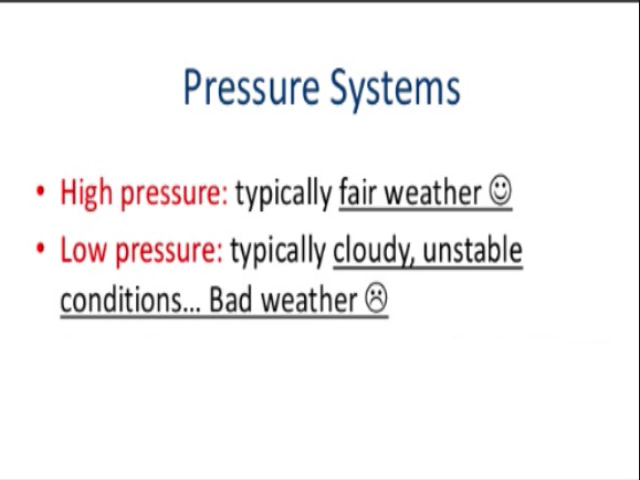 Pressure Systems
• High pressure: typically fair weather ☺
• Low pressure: typically cloudy, unstable
conditions... Bad weather ☹